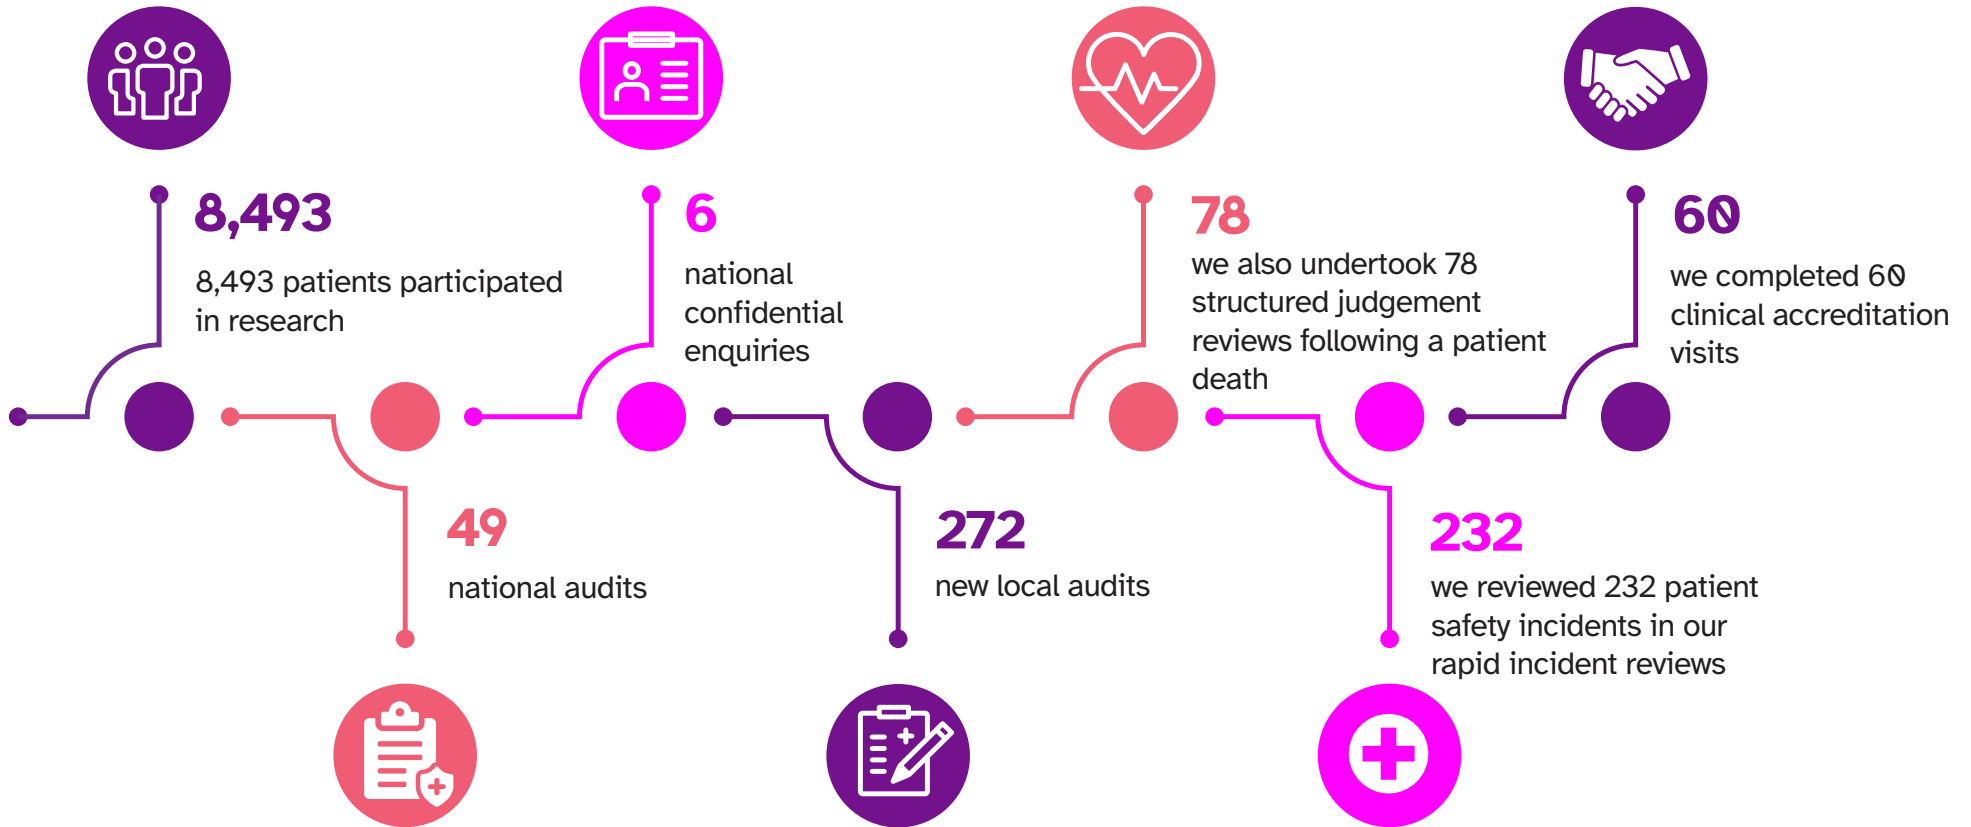 8,493
8,493 patients participated
in research
49
national audits
6
national
confidential
enquiries
272
new local audits
78
we also undertook 78
structured judgement
reviews following a patient
death
232
we reviewed 232 patient
safety incidents in our
rapid incident reviews
60
we completed 60
clinical accreditation
visits